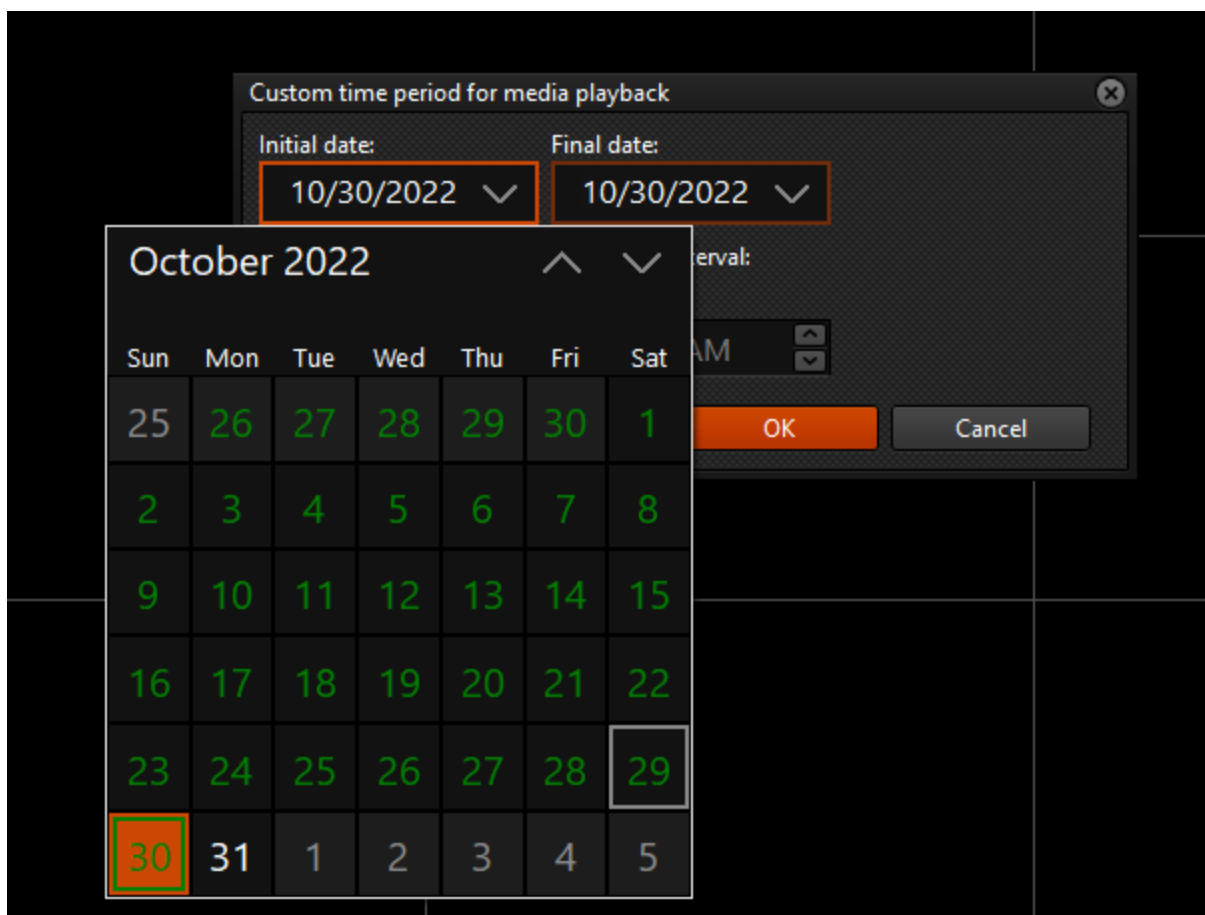 Custom time period for media playback
Initial date: Final date:
10/30/2022 10/30/2022
October 2022
erval:
Sun Mon Tue Wed Thu Fri Sat
AM
25 26 27 28 29 30 1
OK Cancel
2 3 4 5 6 7 8
9 10 11 12 13 14 15
16 17 18 19 20 21 22
23 24 25 26 27 28 29
30 31 1 2 3 4 5